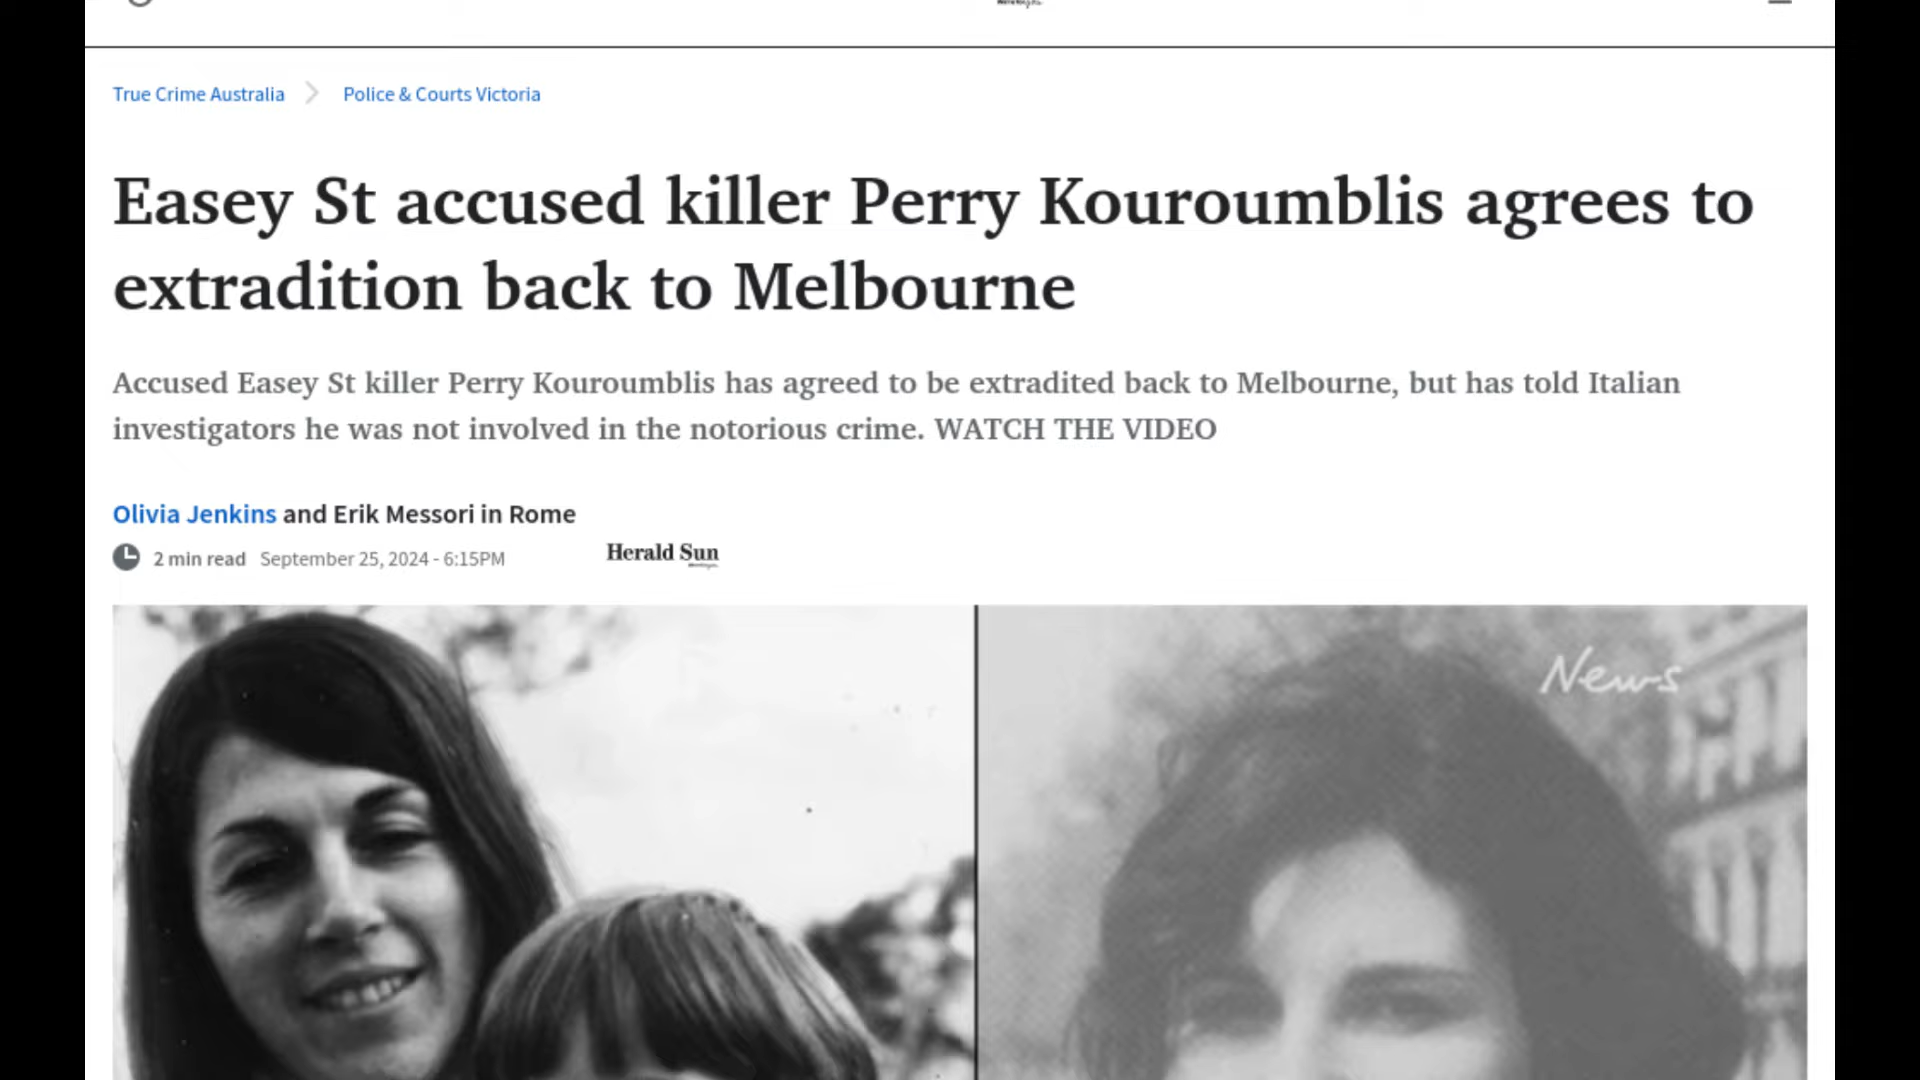 True Crime Australia
Police & Courts Victoria
Easey St accused killer Perry Kouroumblis agrees to
extradition back to Melbourne
Accused Easey St killer Perry Kouroumblis has agreed to be extradited back to Melbourne, but has told Italian
investigators he was not involved in the notorious crime. WATCH THE VIDEO
Olivia Jenkins and Erik Messori in Rome
2 min read September 25, 2024 - 6:15PM
Herald Sun
News